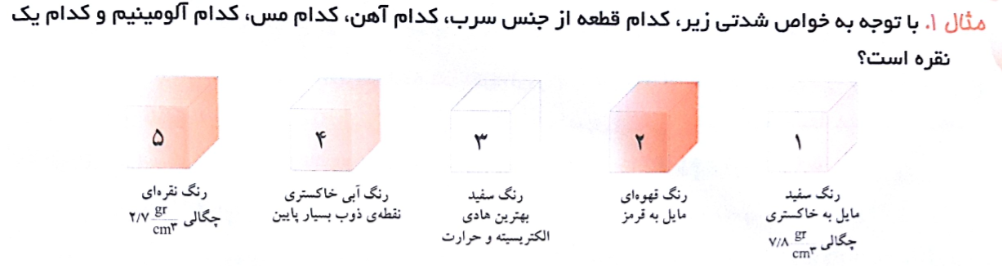 مثال ۱. با توجه به خواص شدتی زیر، کدام قطعه از جنس سرب، کدام آهن، کدام مس، کدام آلومینیم و کدام یک
نقره است؟
۱
رنگ سفید
مایل به خاکستری
چگالی ۷/۸ gr/cm³
۲
رنگ قهوه‌ای
مایل به قرمز
۳
رنگ سفید
بهترین هادی
الکتریسیته و حرارت
۴
رنگ آبی خاکستری
نقطه‌ی ذوب بسیار پایین
۵
رنگ نقره‌ای
چگالی ۲/۷ gr/cm³